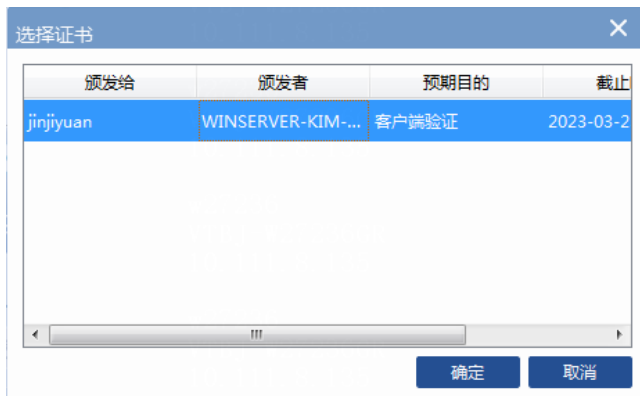 选择证书
颁发给 颁发者 预期目的 截止
jinjiyuan WINSERVER-KIM-... 客户端验证 2023-03-2
确定 取消